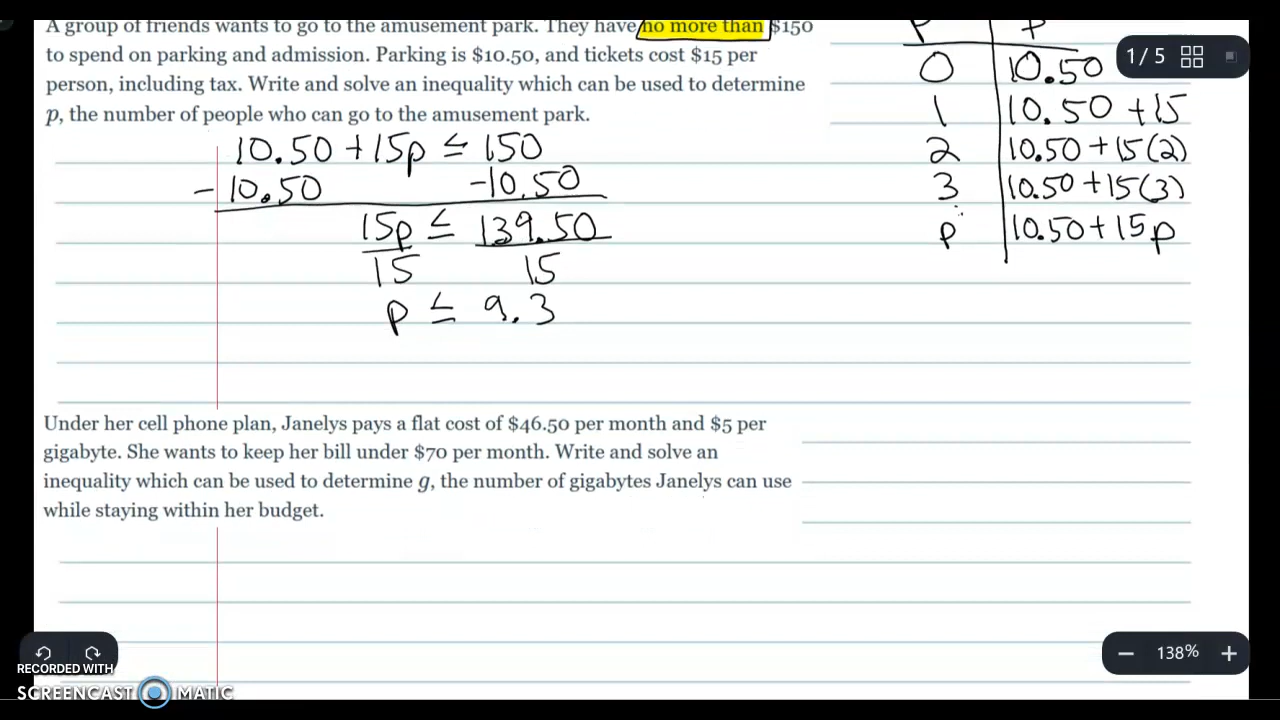 A group of friends wants to go to the amusement park. They have no more than $150
to spend on parking and admission. Parking is $10.50, and tickets cost $15 per
person, including tax. Write and solve an inequality which can be used to determine
p, the number of people who can go to the amusement park.
10.50 + 15p ≤ 150
- 10.50 -10.50
15p ≤ 139.50
15 15
p ≤ 9.3
0 10.50
1 10.50 + 15
2 10.50 + 15(2)
3 10.50 + 15(3)
p 10.50 + 15p
1 / 5
Under her cell phone plan, Janelys pays a flat cost of $46.50 per month and $5 per
gigabyte. She wants to keep her bill under $70 per month. Write and solve an
inequality which can be used to determine g, the number of gigabytes Janelys can use
while staying within her budget.
RECORDED WITH
SCREENCAST MATIC
— 138% +